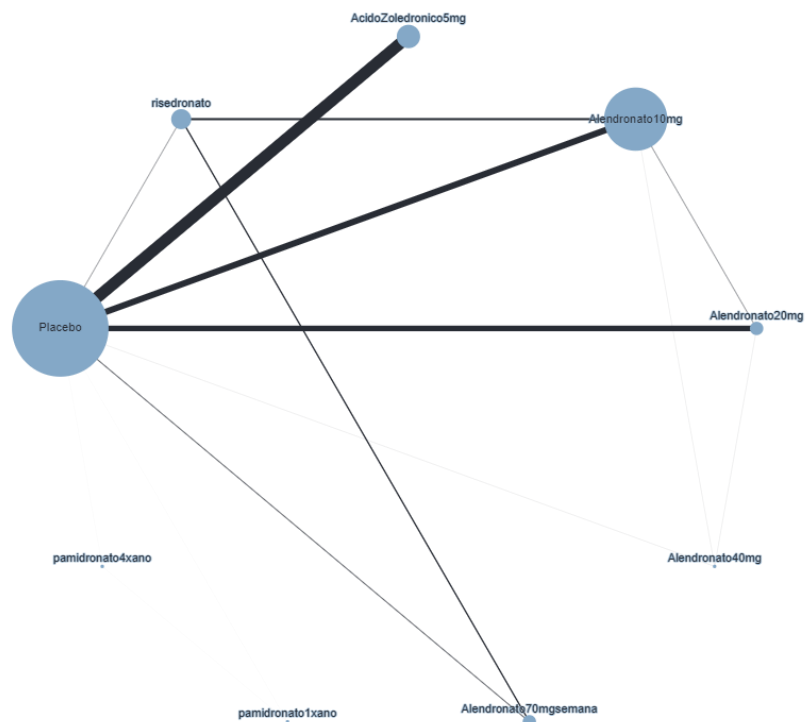 AcidoZoledronico5mg
risedronato
Alendronato10mg
Alendronato20mg
Placebo
pamidronato4xano
Alendronato40mg
pamidronato1xano
Alendronato70mgsemana